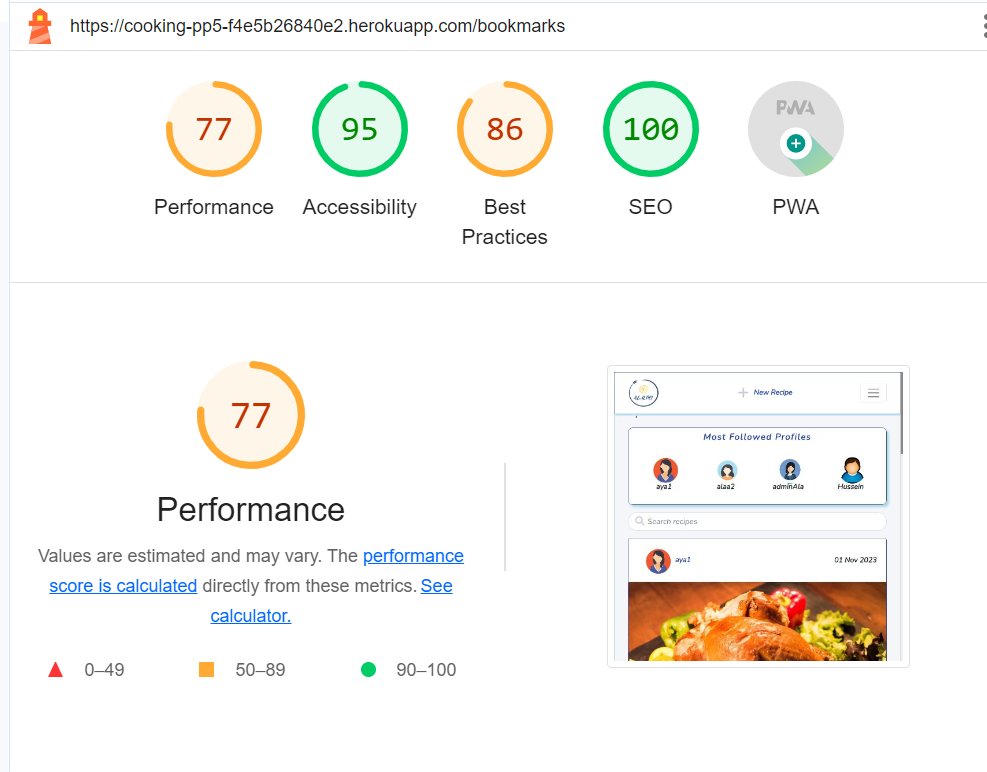 https://cooking-pp5-f4e5b26840e2.herokuapp.com/bookmarks
77
95
86
100
PWA
Performance
Accessibility
Best
Practices
SEO
PWA
77
Performance
Values are estimated and may vary. The performance
score is calculated directly from these metrics. See
calculator.
0–49
50–89
90–100
New Recipe
Most Followed Profiles
aya1
alaa2
adminAla
Hussein
Search recipes
aya1
01 Nov 2023